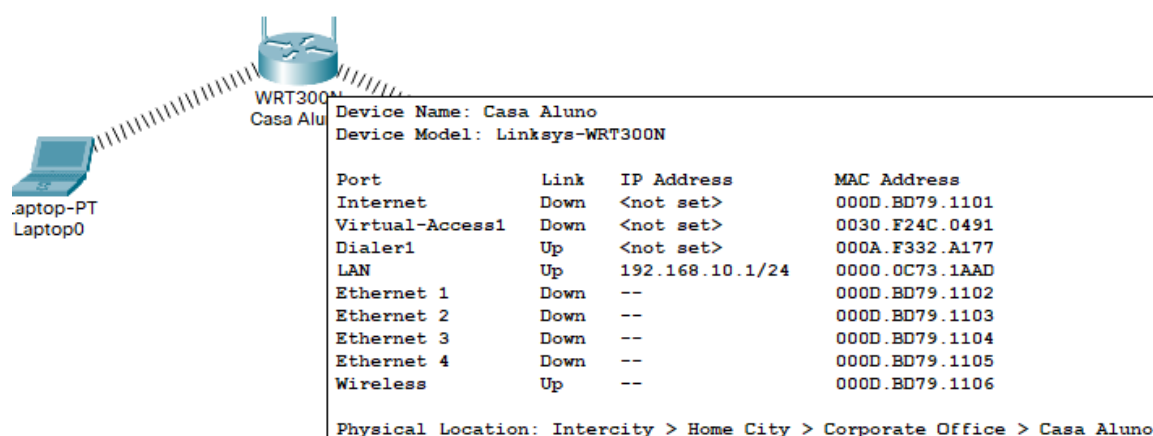 WRT300N
Casa Alu
Device Name: Casa Aluno
Device Model: Linksys-WRT300N
Port Link IP Address MAC Address
Internet Down <not set> 000D.BD79.1101
Virtual-Access1 Down <not set> 0030.F24C.0491
Dialer1 Up <not set> 000A.F332.A177
LAN Up 192.168.10.1/24 0000.0C73.1AAD
Ethernet 1 Down -- 000D.BD79.1102
Ethernet 2 Down -- 000D.BD79.1103
Ethernet 3 Down -- 000D.BD79.1104
Ethernet 4 Down -- 000D.BD79.1105
Wireless Up -- 000D.BD79.1106
Physical Location: Intercity > Home City > Corporate Office > Casa Aluno
aptop-PT
Laptop0